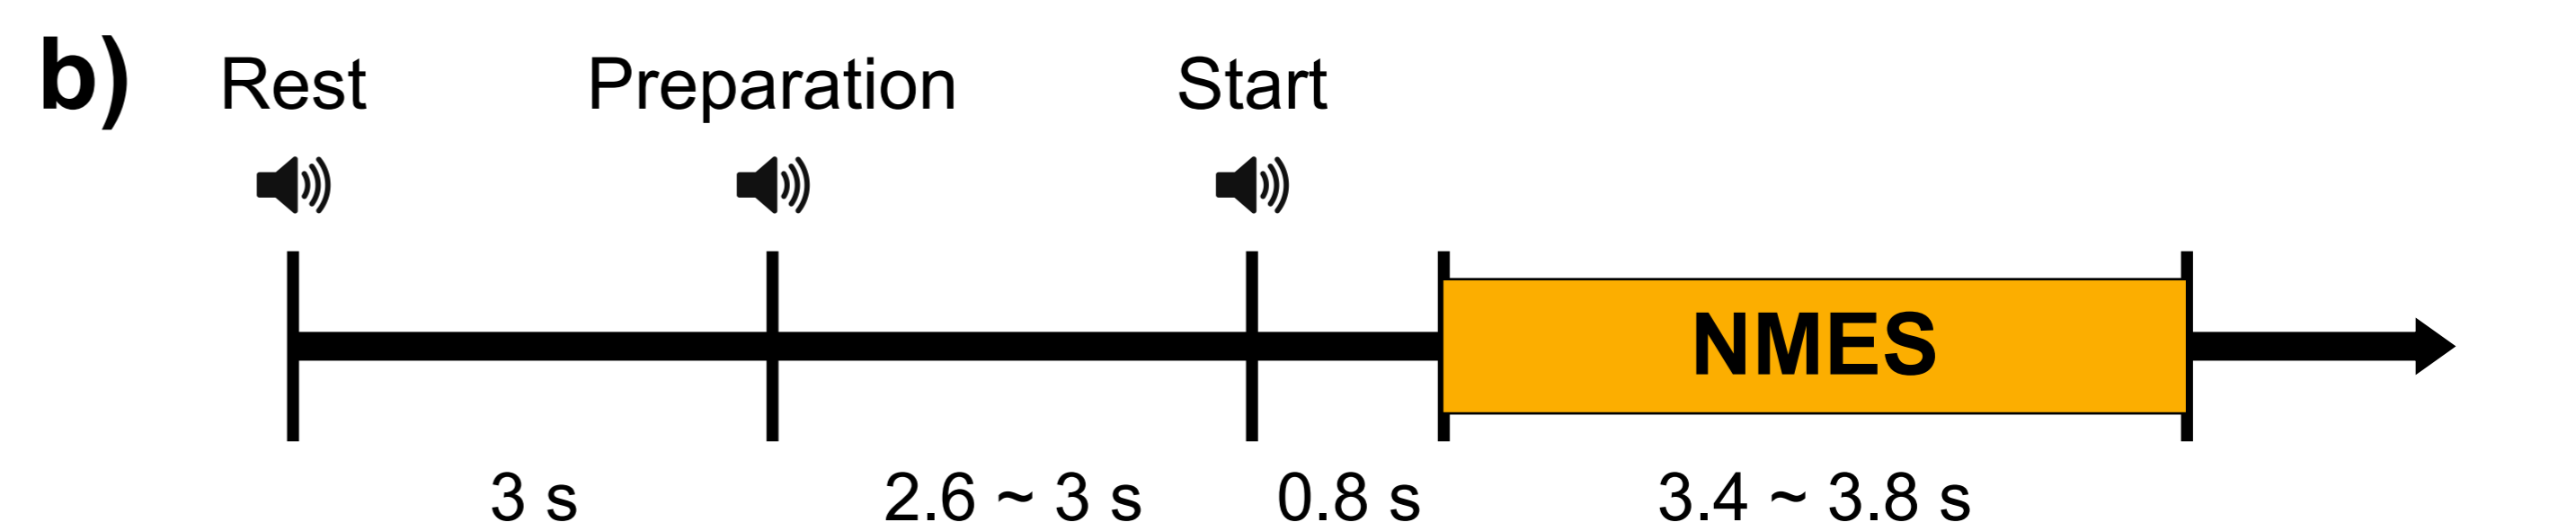 b) Rest Preparation Start
NMES
3 s 2.6 ~ 3 s 0.8 s 3.4 ~ 3.8 s